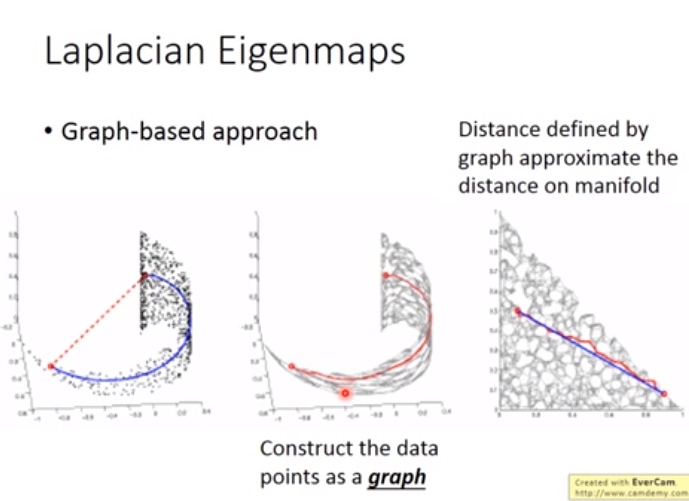 Laplacian Eigenmaps
• Graph-based approach
Distance defined by
graph approximate the
distance on manifold
Construct the data
points as a graph
Created with EverCam.
http://www.camdemy.com